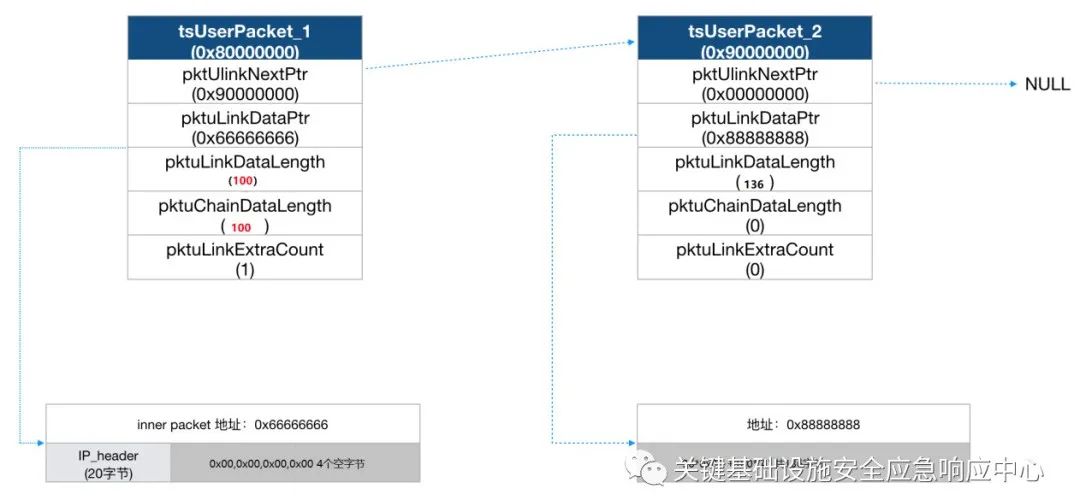 tsUserPacket_1
(0x80000000)
pktUlinkNextPtr
(0x90000000)
pktuLinkDataPtr
(0x66666666)
pktuLinkDataLength
(100)
pktuChainDataLength
( 100 )
pktuLinkExtraCount
(1)
tsUserPacket_2
(0x90000000)
pktUlinkNextPtr
(0x00000000)
pktuLinkDataPtr
(0x88888888)
pktuLinkDataLength
( 136 )
pktuChainDataLength
(0)
pktuLinkExtraCount
(0)
NULL
inner packet 地址：0x66666666
IP_header
(20字节)
0x00,0x00,0x00,0x00 4个空字节
地址：0x88888888
关键基础设施安全应急响应中心